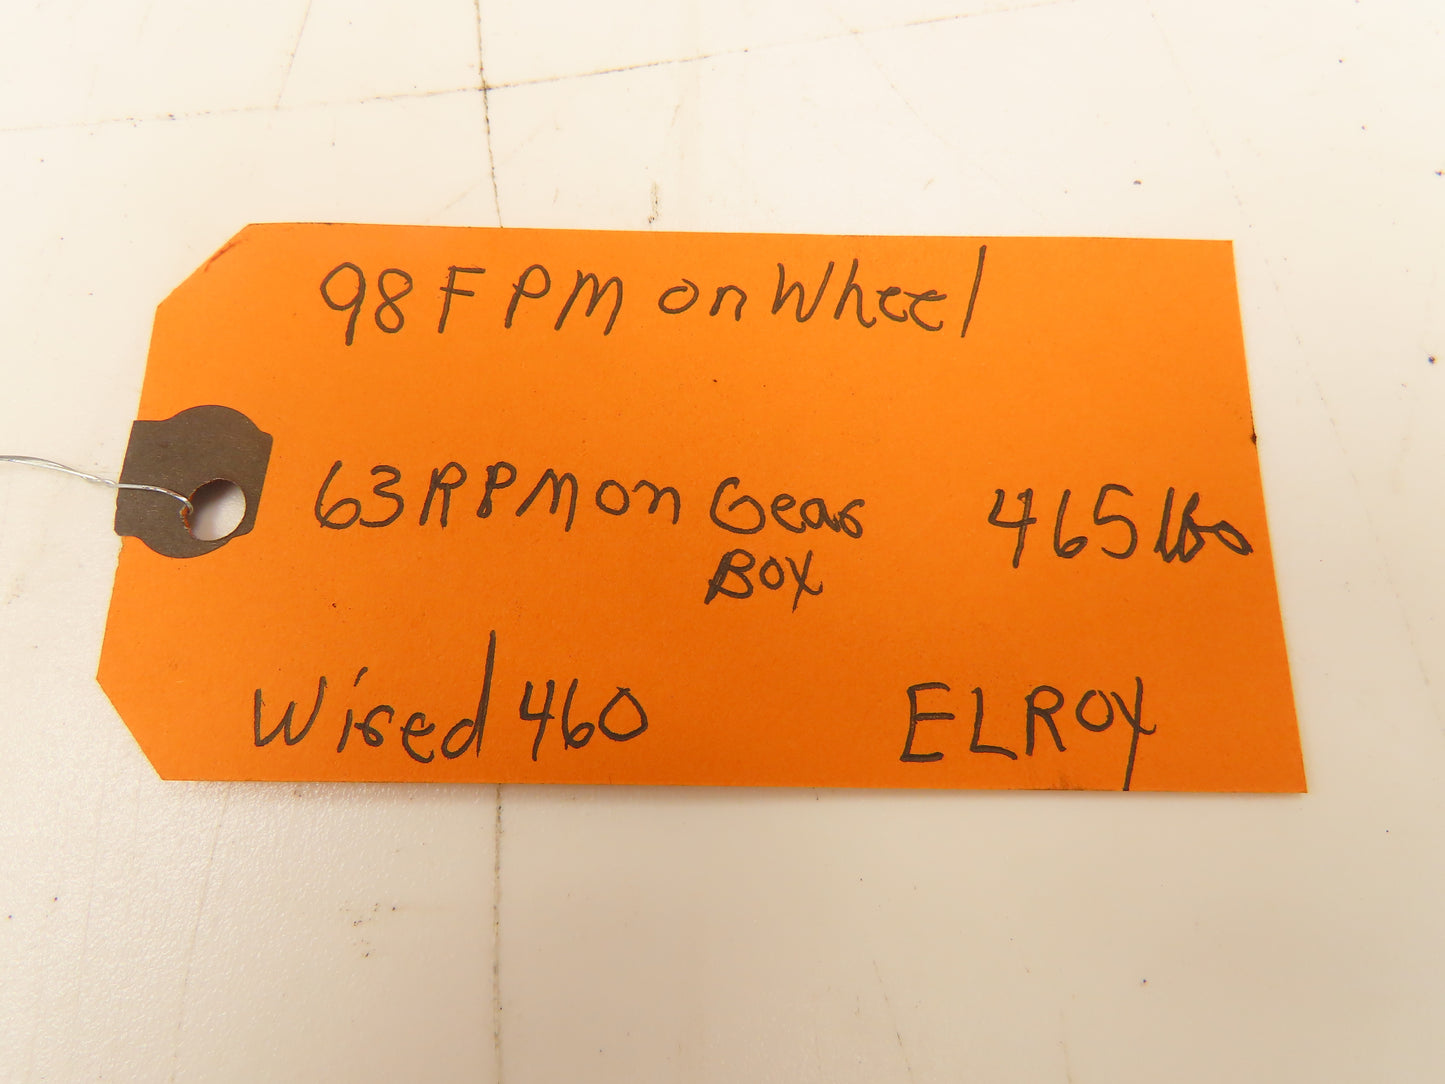 98 FPM on Wheel
63 RPM on Gear 465 lbs
Box
Wired 460 ELROY